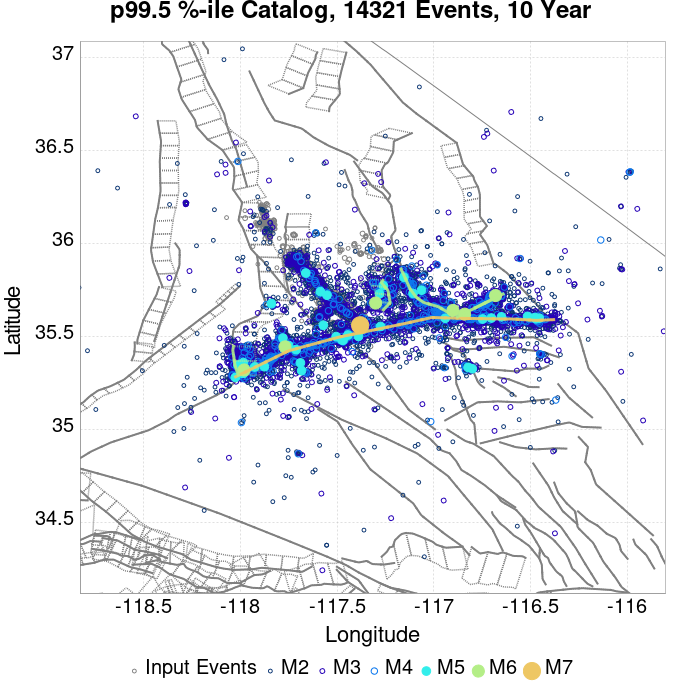 p99.5 %-ile Catalog, 14321 Events, 10 Year
37
36.5
36
35.5
35
34.5
Latitude
-118.5
-118
-117.5
-117
-116.5
-116
Longitude
Input Events
M2
M3
M4
M5
M6
M7